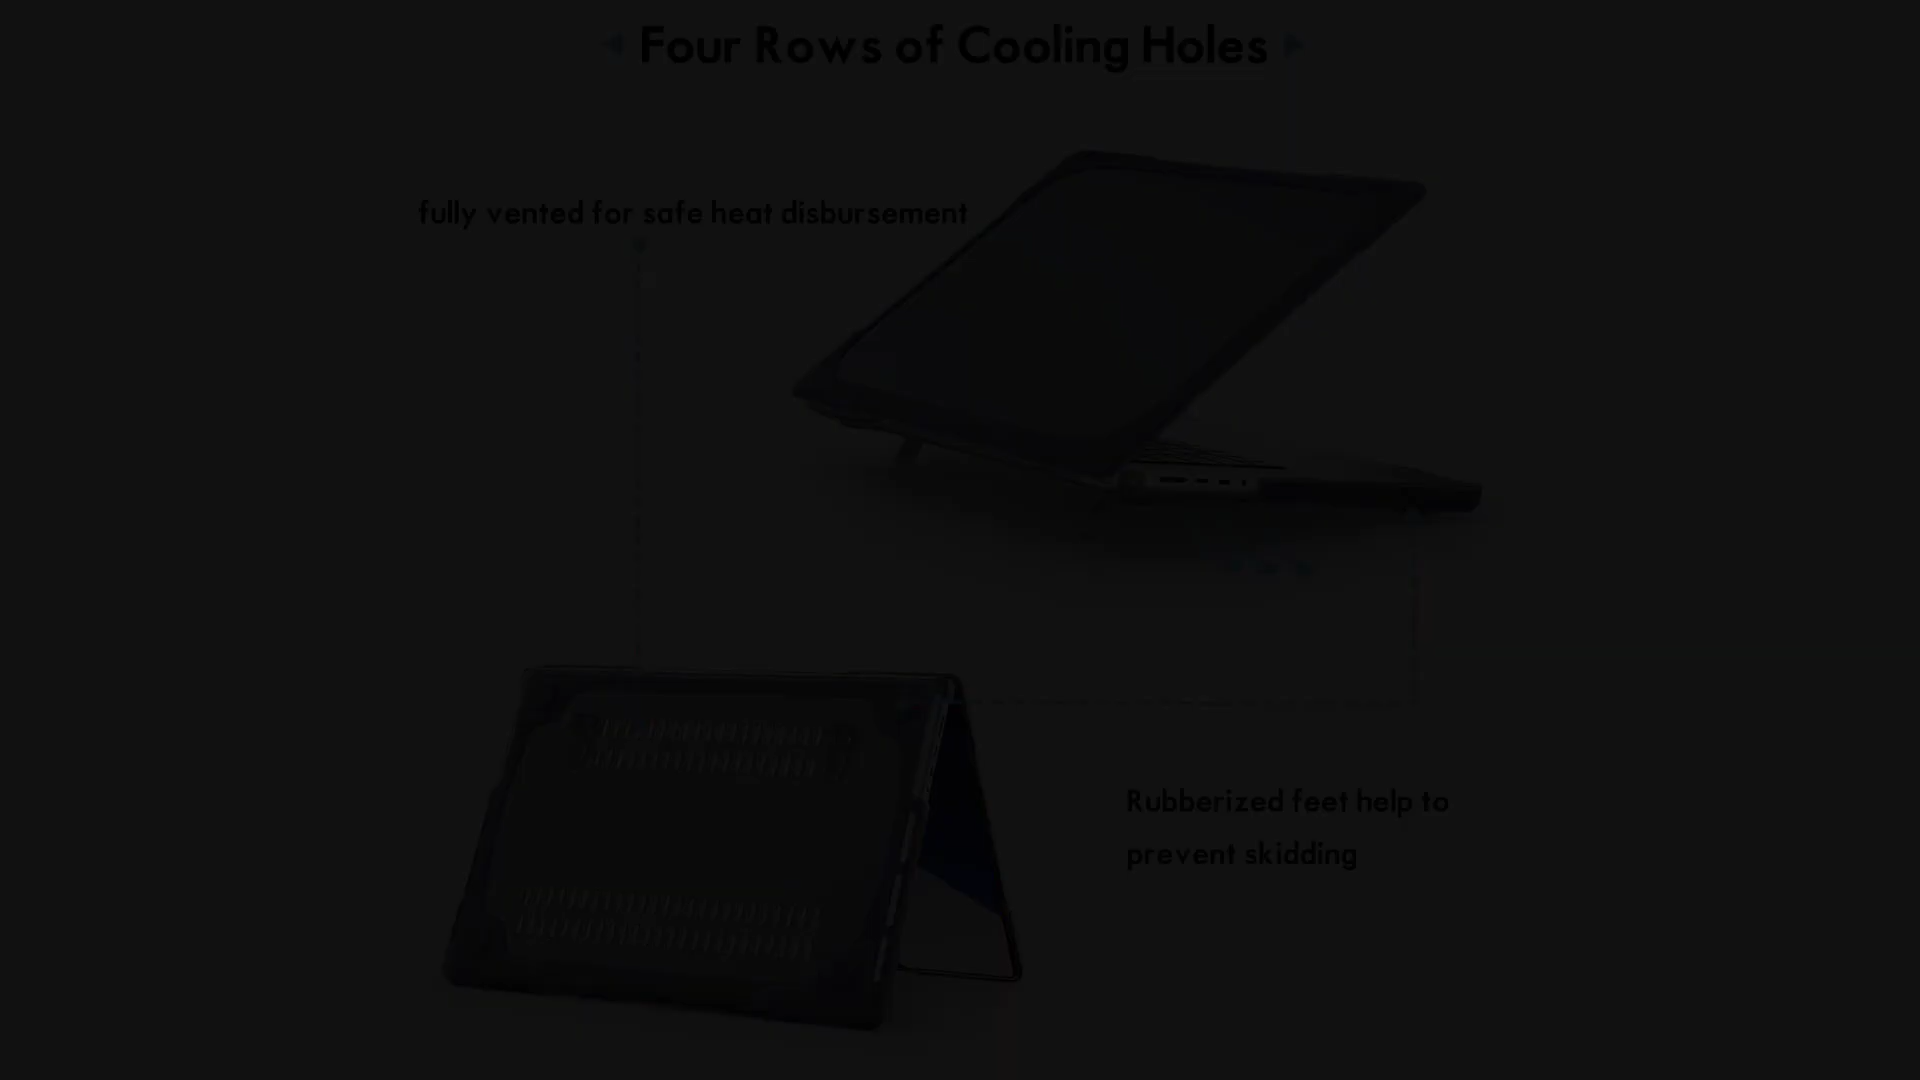 Four Rows of Cooling Holes
fully vented for safe heat disbursement
Rubberized feet help to
prevent skidding